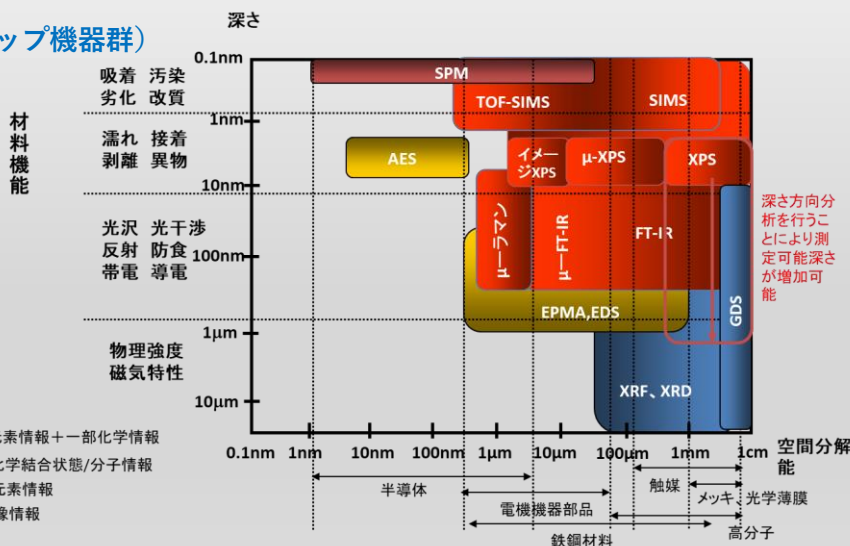 ップ機器群）
深さ
材料機能
吸着 汚染
劣化 改質
濡れ 接着
剥離 異物
光沢 光干渉
反射 防食
帯電 導電
物理強度
磁気特性
0.1nm
1nm
10nm
100nm
1μm
10μm
SPM
TOF-SIMS
SIMS
AES
イメー
ジXPS
μ-XPS
XPS
μーラマン
μーFT-IR
FT-IR
EPMA,EDS
GDS
XRF、XRD
深さ方向分
析を行うこ
とにより測
定可能深さ
が増加可
能
元素情報＋一部化学情報
化学結合状態/分子情報
元素情報
像情報
0.1nm 1nm 10nm 100nm 1μm 10μm 100μm 1mm 1cm
空間分解
能
半導体
触媒
メッキ、光学薄膜
電機機器部品
高分子
鉄鋼材料